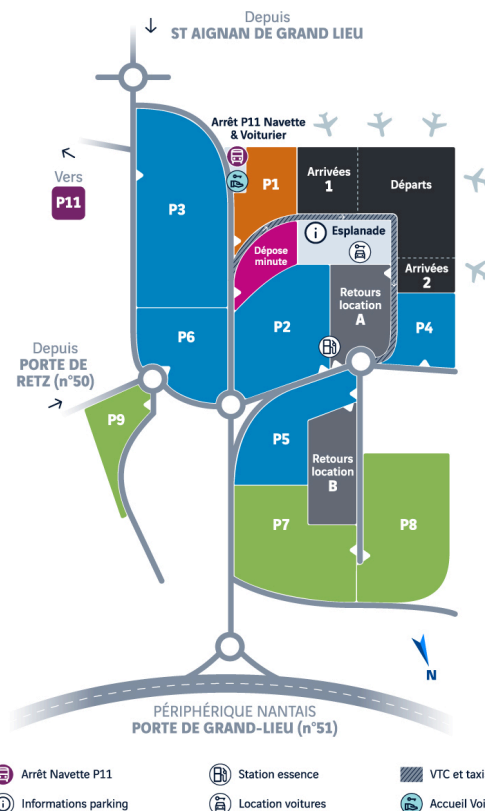 Depuis
ST AIGNAN DE GRAND LIEU
Arrêt P11 Navette
& Voiturier
Vers
P11
P3
P1
Arrivées
1
Départs
Esplanade
Dépose
minute
Arrivées
2
Retours
location
A
P6
P2
P4
Depuis
PORTE DE
RETZ (n°50)
P9
P5
Retours
location
B
P7
P8
N
PÉRIPHÉRIQUE NANTAIS
PORTE DE GRAND-LIEU (n°51)
Arrêt Navette P11
Station essence
VTC et taxi
Informations parking
Location voitures
Accueil Voi